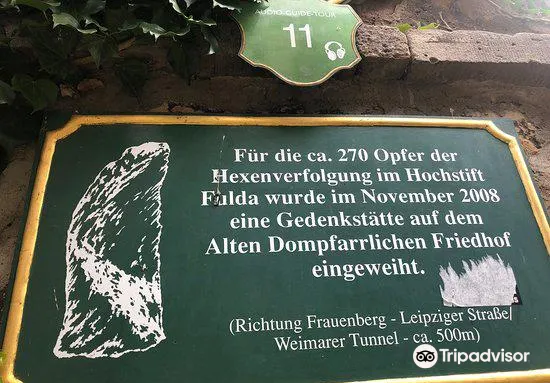 AUDIO-GUIDE-TOUR
11
Für die ca. 270 Opfer der
Hexenverfolgung im Hochstift
Fulda wurde im November 2008
eine Gedenkstätte auf dem
Alten Dompfarrlichen Friedhof
eingeweiht.
(Richtung Frauenberg - Leipziger Straße/
Weimarer Tunnel - ca. 500m)
Tripadvisor